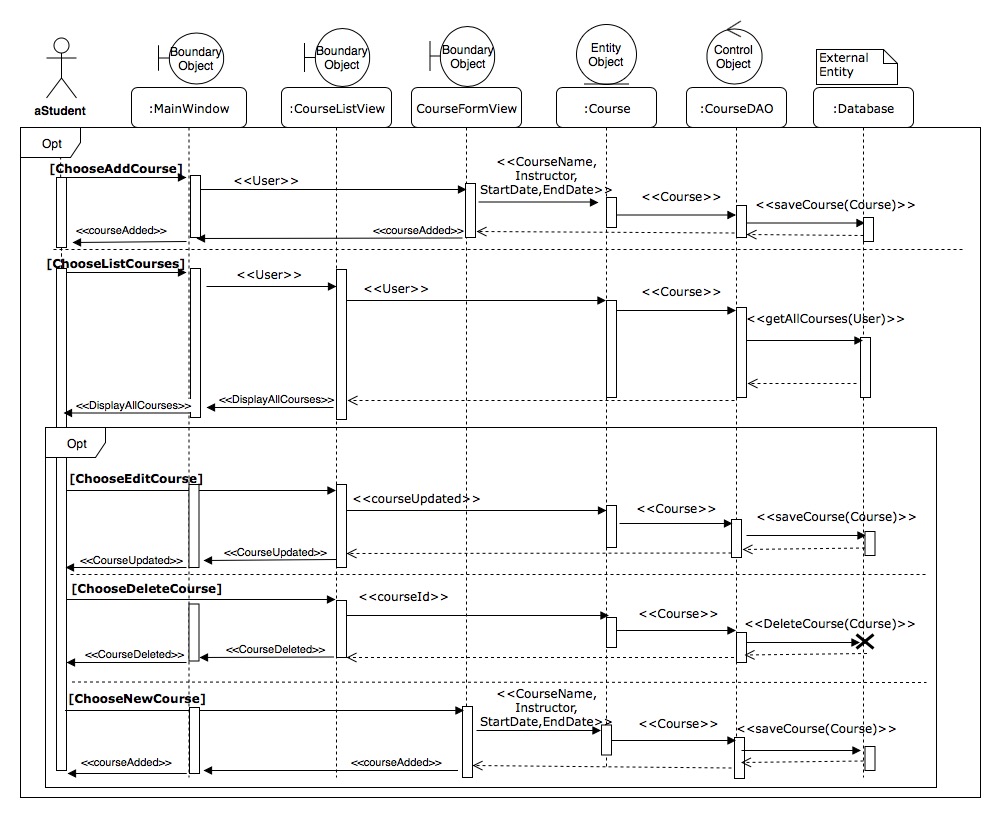 Boundary
Object
Boundary
Object
Boundary
Object
Entity
Object
Control
Object
External
Entity
aStudent
:MainWindow
:CourseListView
CourseFormView
:Course
:CourseDAO
:Database
Opt
[ChooseAddCourse]
<<User>>
<<CourseName,
Instructor,
StartDate,EndDate>>
<<Course>>
<<saveCourse(Course)>>
<<courseAdded>>
<<courseAdded>>
[ChooseListCourses]
<<User>>
<<User>>
<<Course>>
<<getAllCourses(User)>>
<<DisplayAllCourses>>
<<DisplayAllCourses>>
Opt
[ChooseEditCourse]
<<courseUpdated>>
<<Course>>
<<saveCourse(Course)>>
<<CourseUpdated>>
<<CourseUpdated>>
[ChooseDeleteCourse]
<<courseId>>
<<Course>>
<<DeleteCourse(Course)>>
<<CourseDeleted>>
<<CourseDeleted>>
[ChooseNewCourse]
<<CourseName,
Instructor,
StartDate,EndDate>>
<<Course>>
<<saveCourse(Course)>>
<<courseAdded>>
<<courseAdded>>